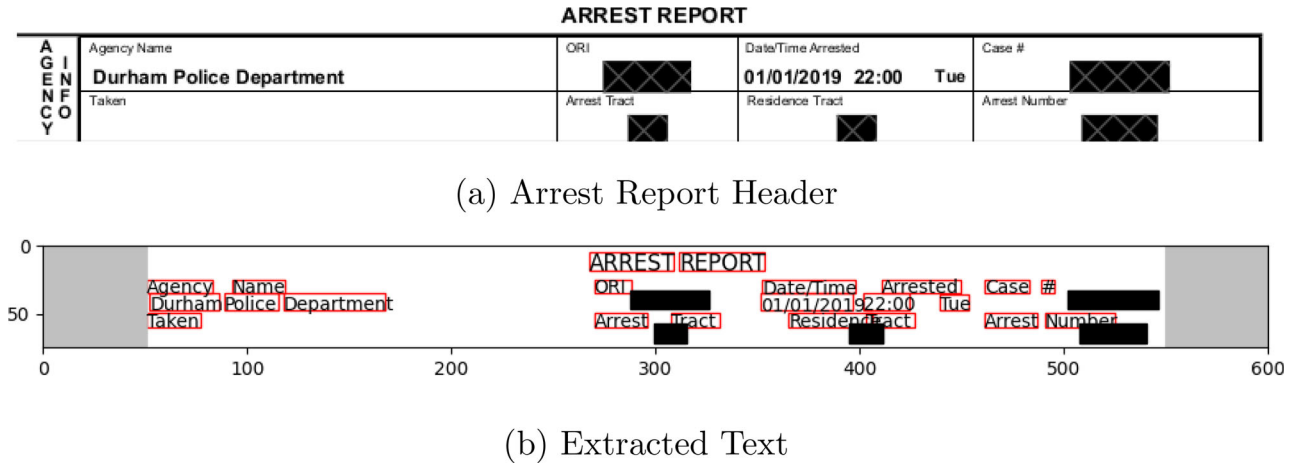 ARREST REPORT
AGENCY
INFO
Agency Name
ORI
Date/Time Arrested
Case #
Durham Police Department
01/01/2019 22:00 Tue
Taken
Arrest Tract
Residence Tract
Arrest Number
(a) Arrest Report Header
0
ARREST REPORT
Agency Name ORI Date/Time Arrested Case #
50
Durham Police Department 01/01/2019 22:00 Tue
Taken Arrest Tract Residence Tract Arrest Number
0 100 200 300 400 500 600
(b) Extracted Text